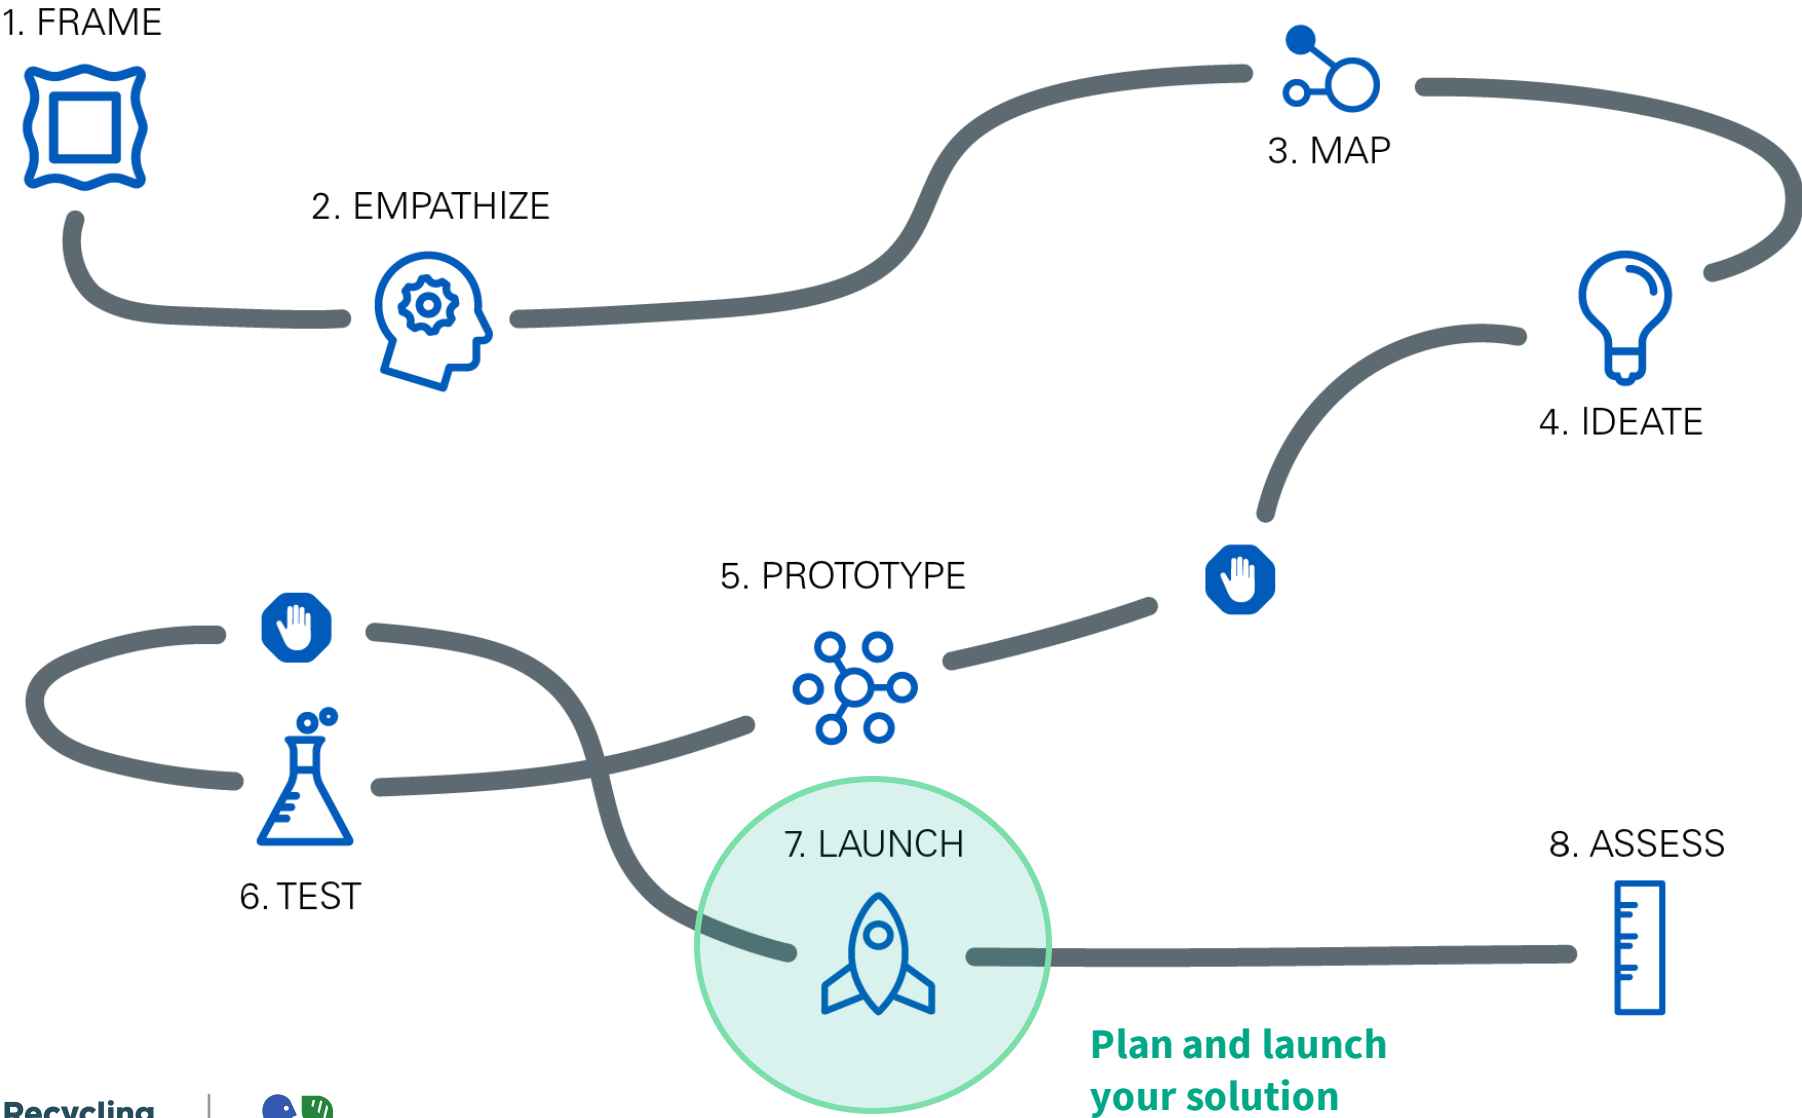 1. FRAME
2. EMPATHIZE
3. MAP
4. IDEATE
5. PROTOTYPE
6. TEST
7. LAUNCH
8. ASSESS
Plan and launch
your solution
Recycling